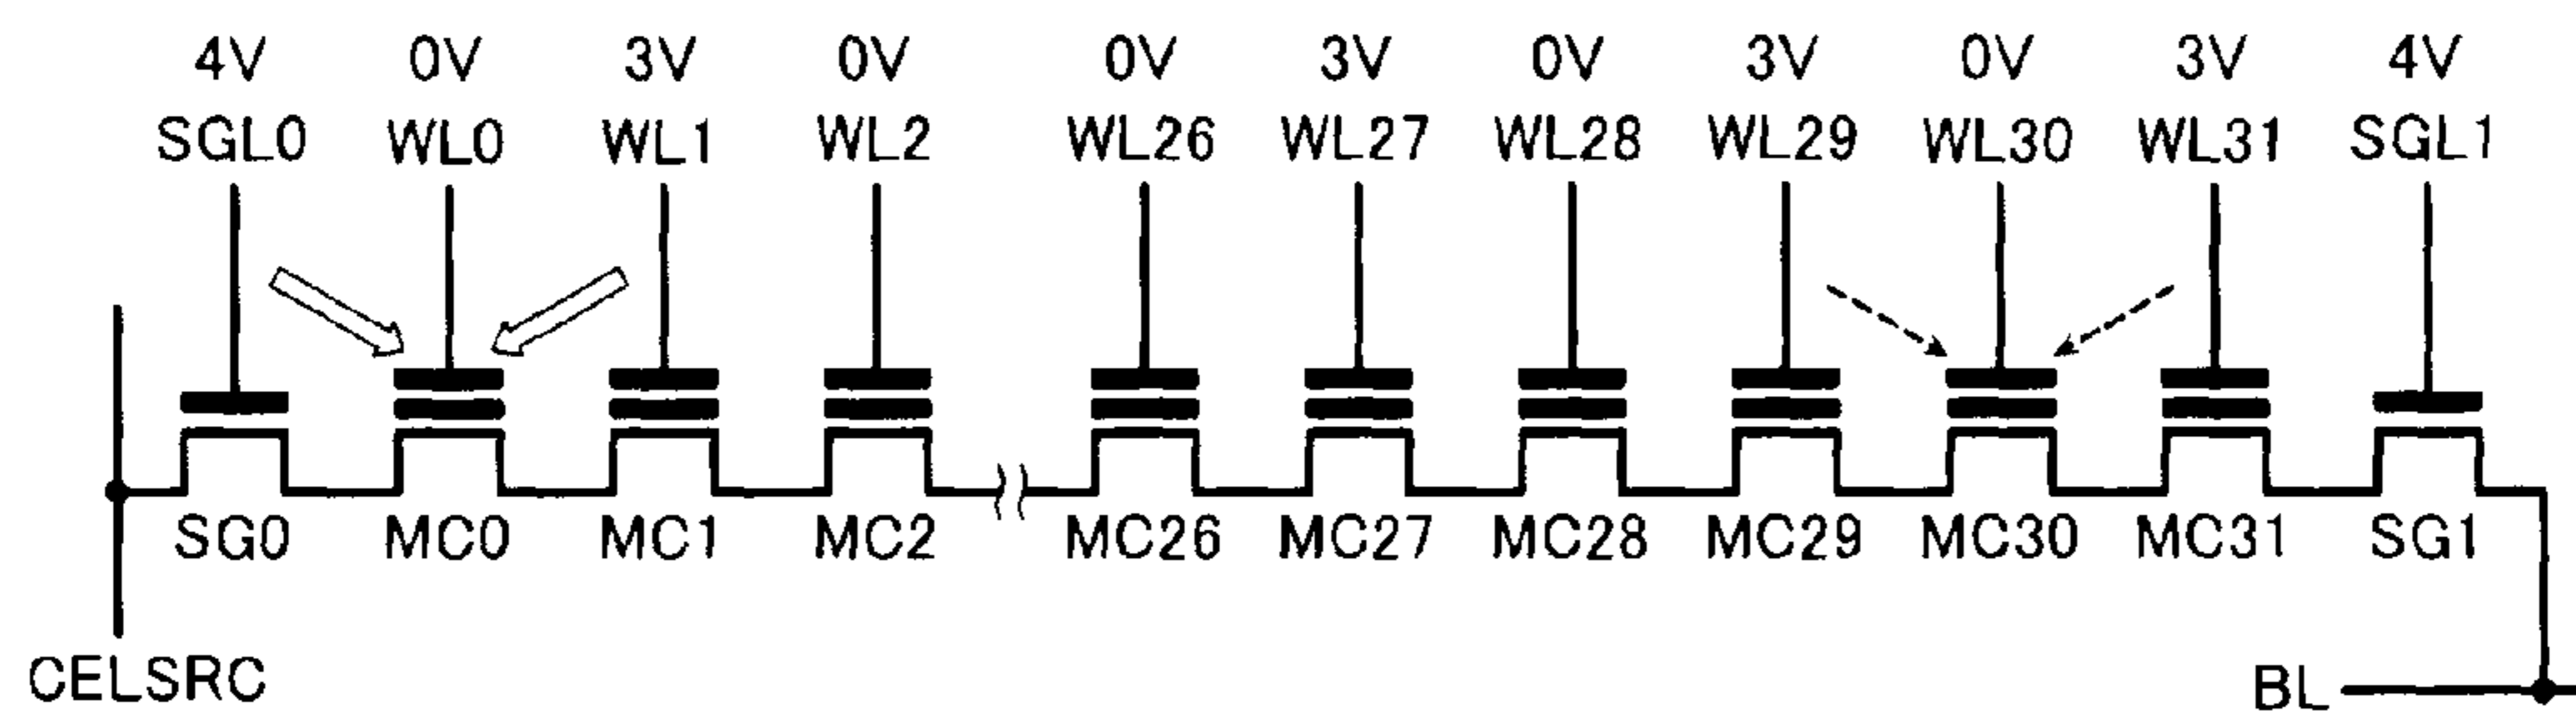 4V 0V 3V 0V 0V 3V 0V 3V 0V 3V 4V
SGL0 WL0 WL1 WL2 WL26 WL27 WL28 WL29 WL30 WL31 SGL1
SG0 MC0 MC1 MC2 MC26 MC27 MC28 MC29 MC30 MC31 SG1
CELSRC
BL